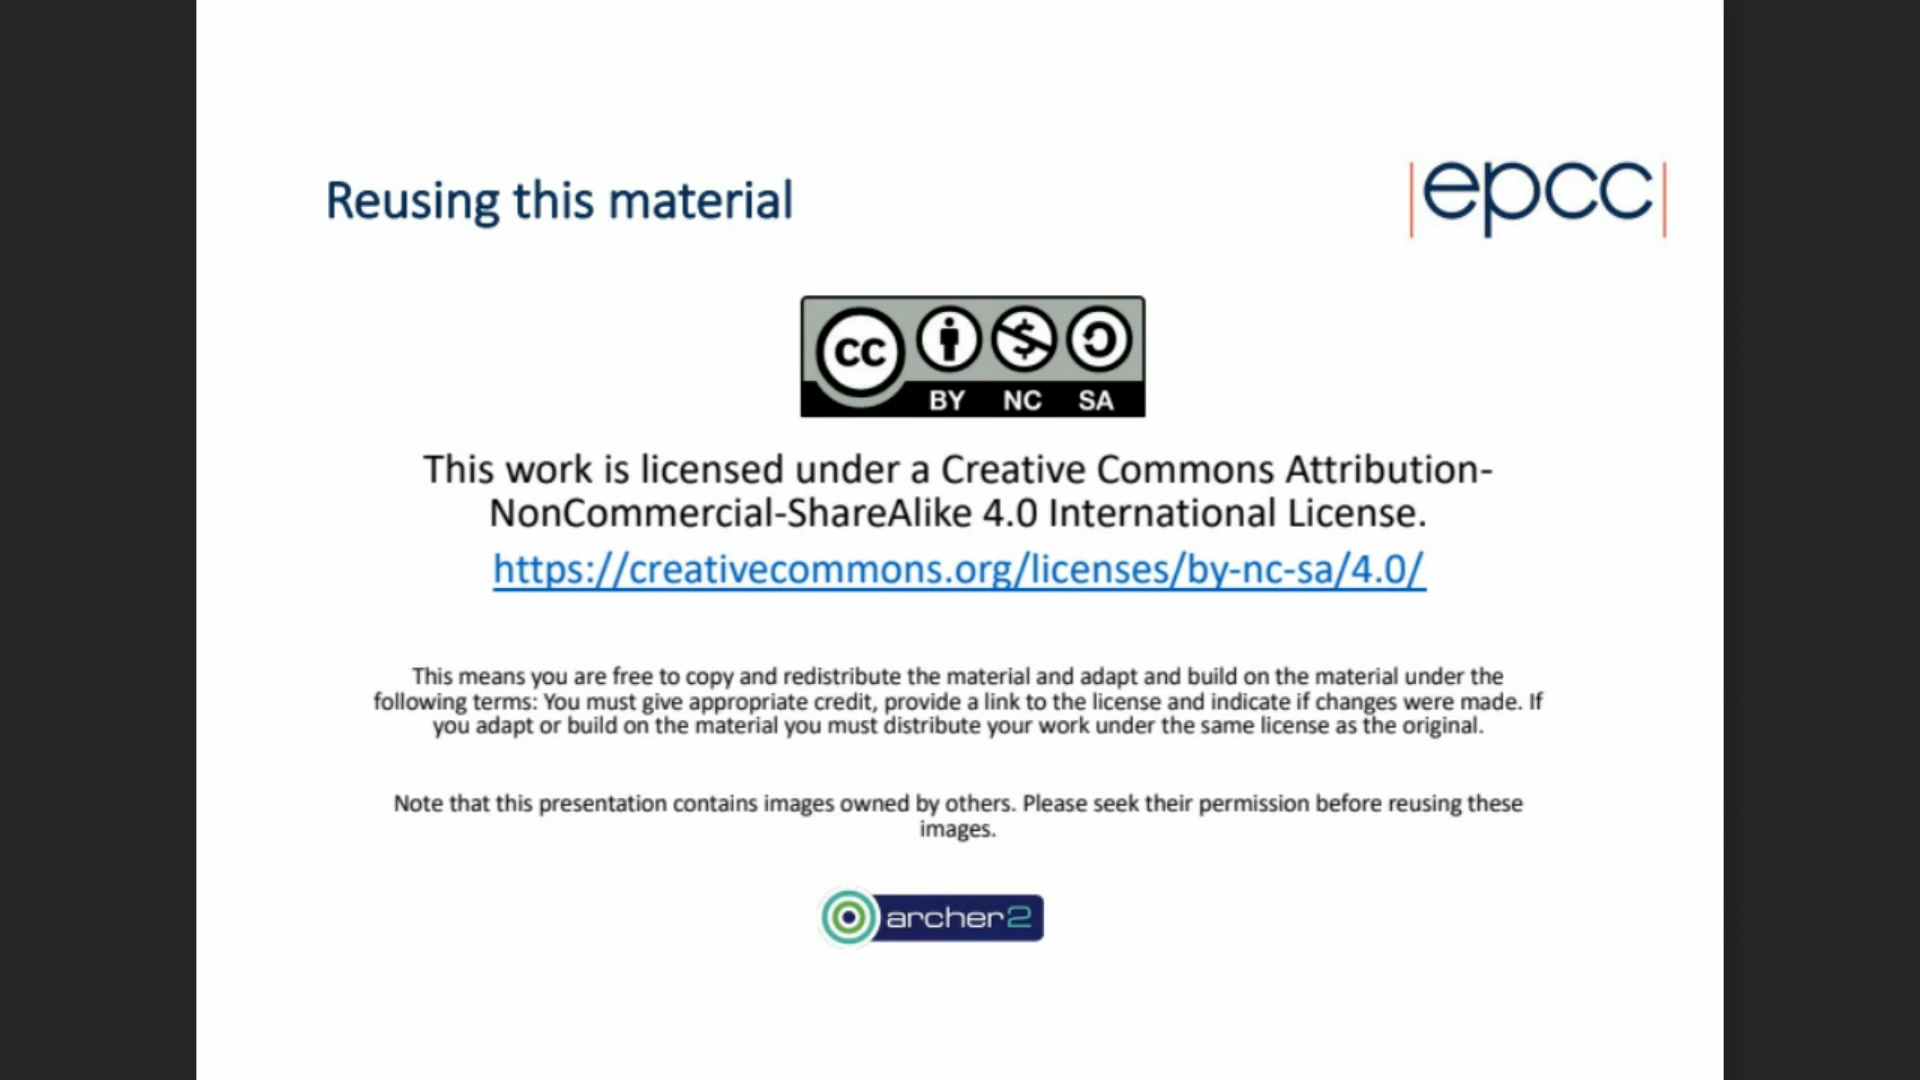 Reusing this material
epcc
cc
BY NC SA
This work is licensed under a Creative Commons Attribution-
NonCommercial-ShareAlike 4.0 International License.
https://creativecommons.org/licenses/by-nc-sa/4.0/
This means you are free to copy and redistribute the material and adapt and build on the material under the
following terms: You must give appropriate credit, provide a link to the license and indicate if changes were made. If
you adapt or build on the material you must distribute your work under the same license as the original.
Note that this presentation contains images owned by others. Please seek their permission before reusing these
images.
archer2